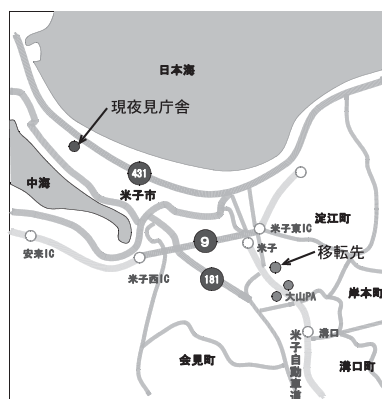 日本海
現夜見庁舎
中海
431
米子市
淀江町
米子東IC
9
米子
安来IC
米子西IC
移転先
181
大山PA
岸本町
溝口
米子自動車道
会見町
溝口町